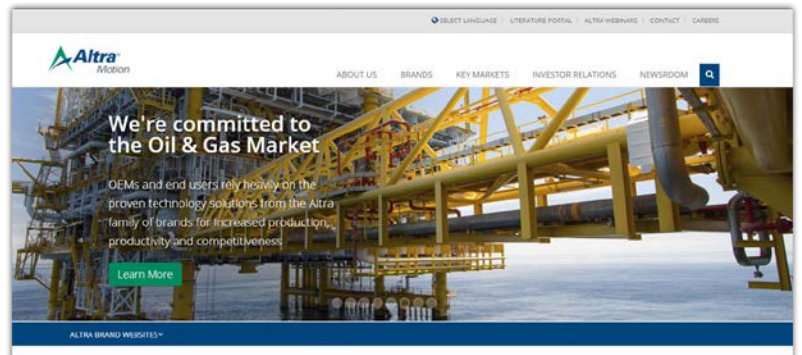 SELECT LANGUAGE | LITERATURE PORTAL | ALTRA WEBINARS | CONTACT | CAREERS
Altra
Motion
ABOUT US BRANDS KEY MARKETS INVESTOR RELATIONS NEWSROOM
We're committed to
the Oil & Gas Market
OEMs and end users rely heavily on the
proven technology solutions from the Altra
family of brands for increased production,
productivity and competitiveness
Learn More
ALTRA BRAND WEBSITES